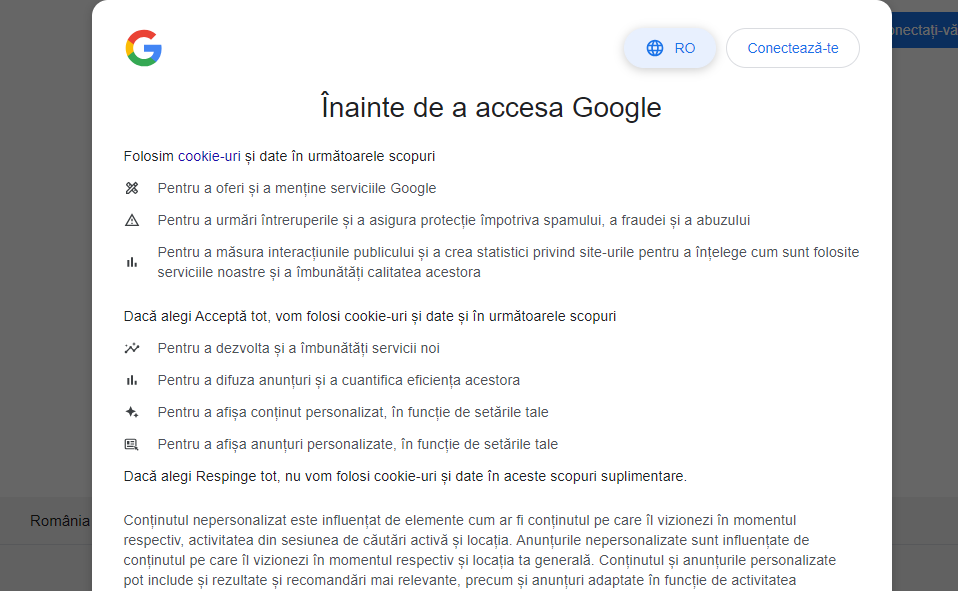 RO
Conectează-te
Înainte de a accesa Google
Folosim cookie-uri și date în următoarele scopuri
Pentru a oferi și a menține serviciile Google
Pentru a urmări întreruperile și a asigura protecție împotriva spamului, a fraudei și a abuzului
Pentru a măsura interacțiunile publicului și a crea statistici privind site-urile pentru a înțelege cum sunt folosite
serviciile noastre și a îmbunătăți calitatea acestora
Dacă alegi Acceptă tot, vom folosi cookie-uri și date și în următoarele scopuri
Pentru a dezvolta și a îmbunătăți servicii noi
Pentru a difuza anunțuri și a cuantifica eficiența acestora
Pentru a afișa conținut personalizat, în funcție de setările tale
Pentru a afișa anunțuri personalizate, în funcție de setările tale
Dacă alegi Respinge tot, nu vom folosi cookie-uri și date în aceste scopuri suplimentare.
România
Conținutul nepersonalizat este influențat de elemente cum ar fi conținutul pe care îl vizionezi în momentul
respectiv, activitatea din sesiunea de căutări activă și locația. Anunțurile nepersonalizate sunt influențate de
conținutul pe care îl vizionezi în momentul respectiv și locația ta generală. Conținutul și anunțurile personalizate
pot include și rezultate și recomandări mai relevante, precum și anunțuri adaptate în funcție de activitatea